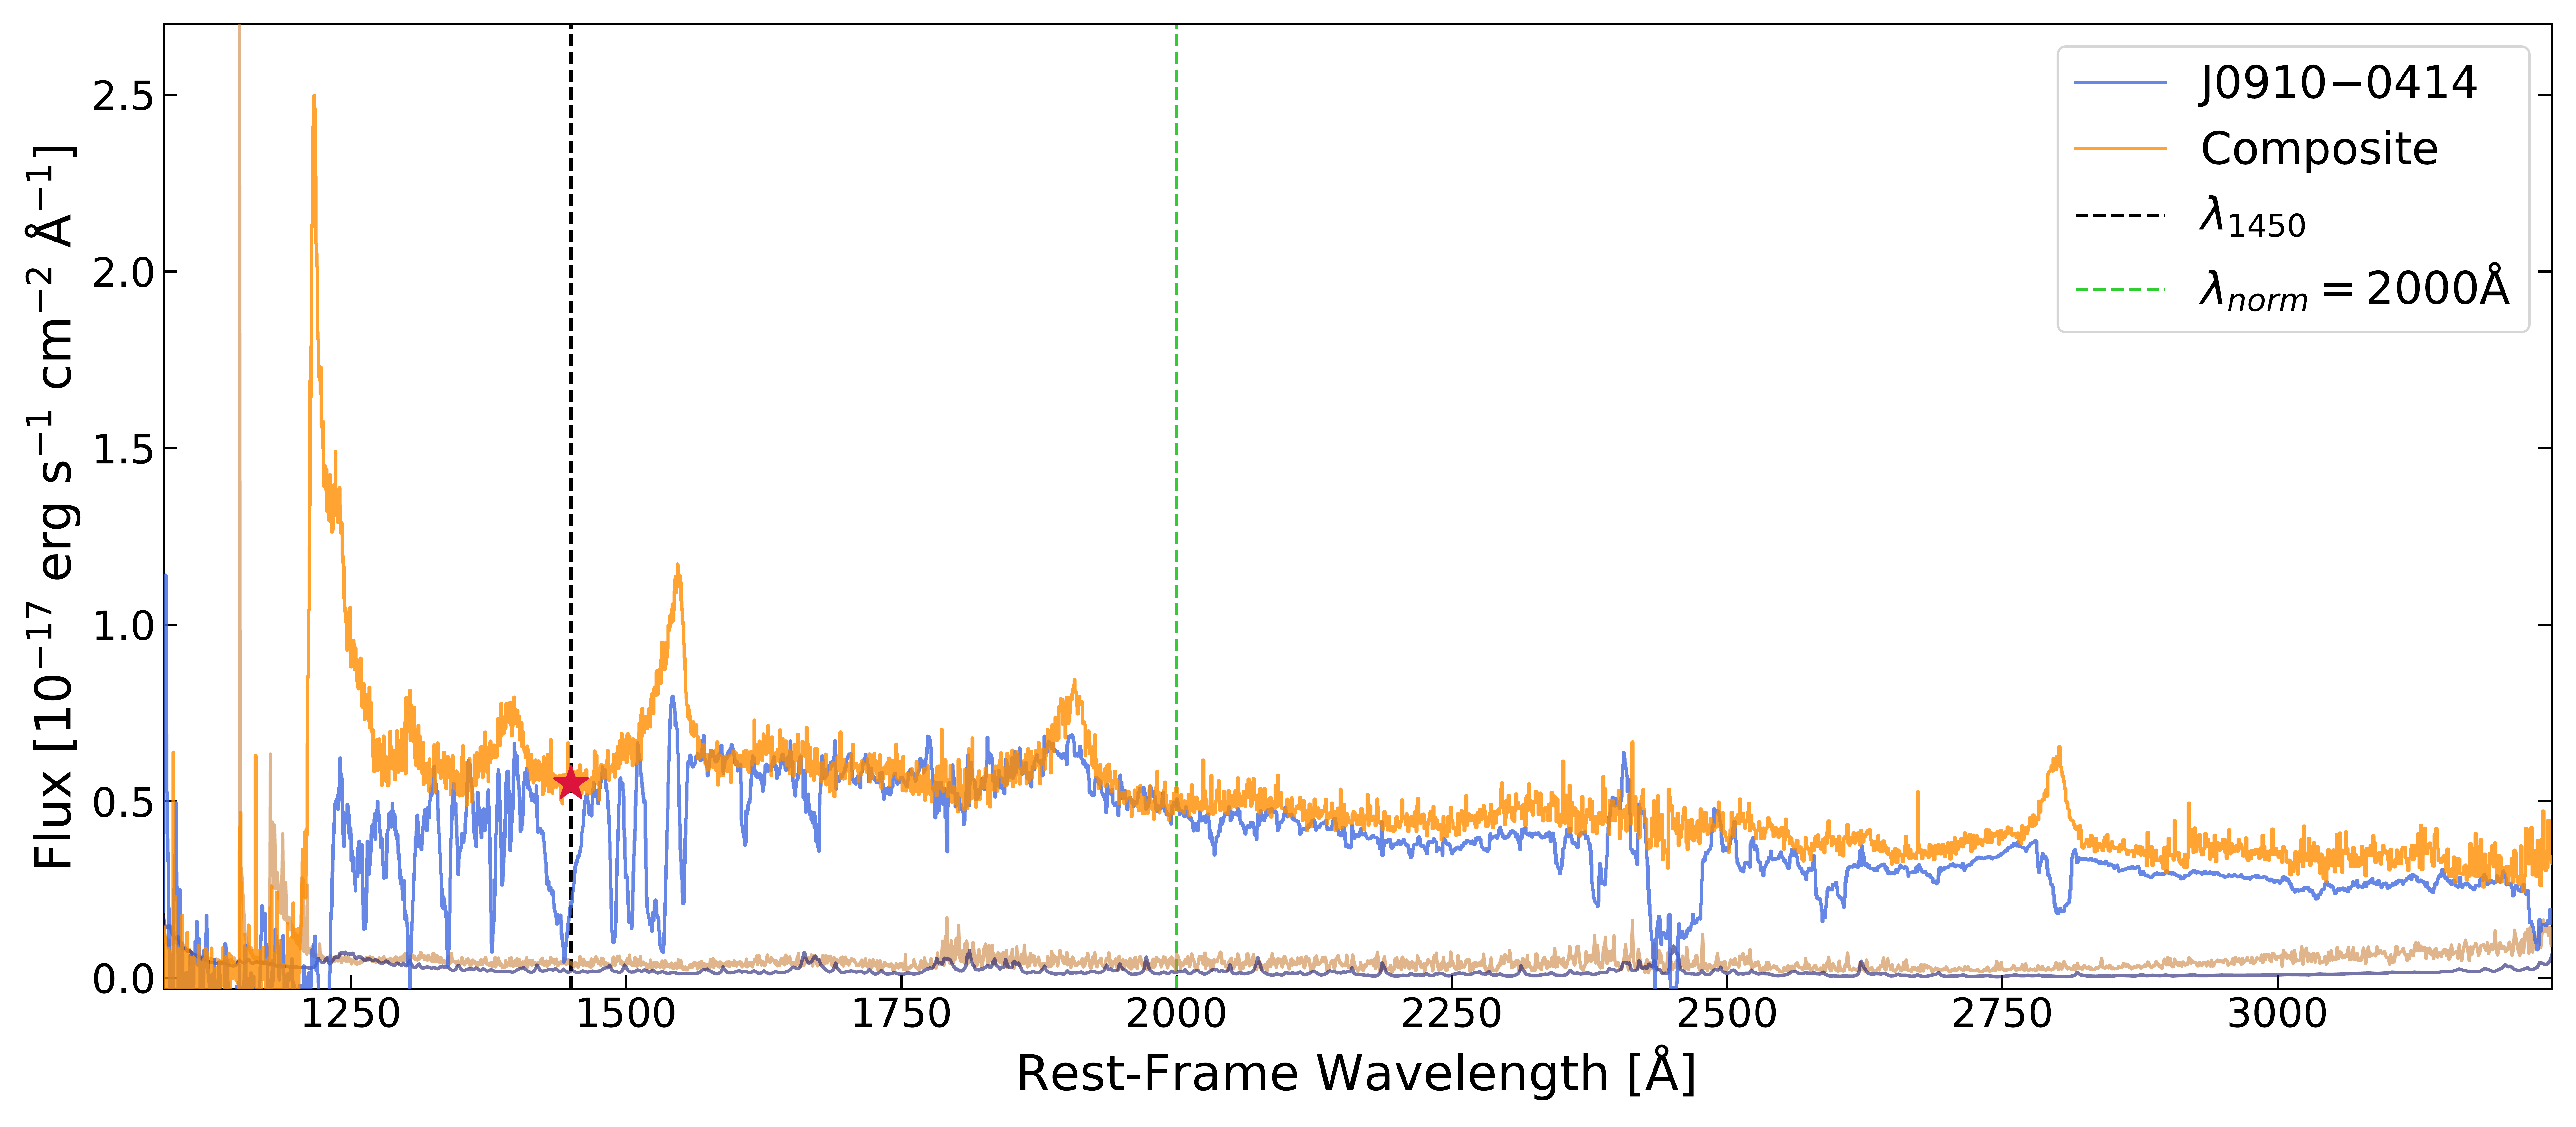 Flux [10⁻¹⁷ erg s⁻¹ cm⁻² Å⁻¹]
2.5
2.0
1.5
1.0
0.5
0.0
J0910−0414
Composite
λ₁₄₅₀
λₙₒᵣₘ = 2000Å
1250 1500 1750 2000 2250 2500 2750 3000
Rest-Frame Wavelength [Å]